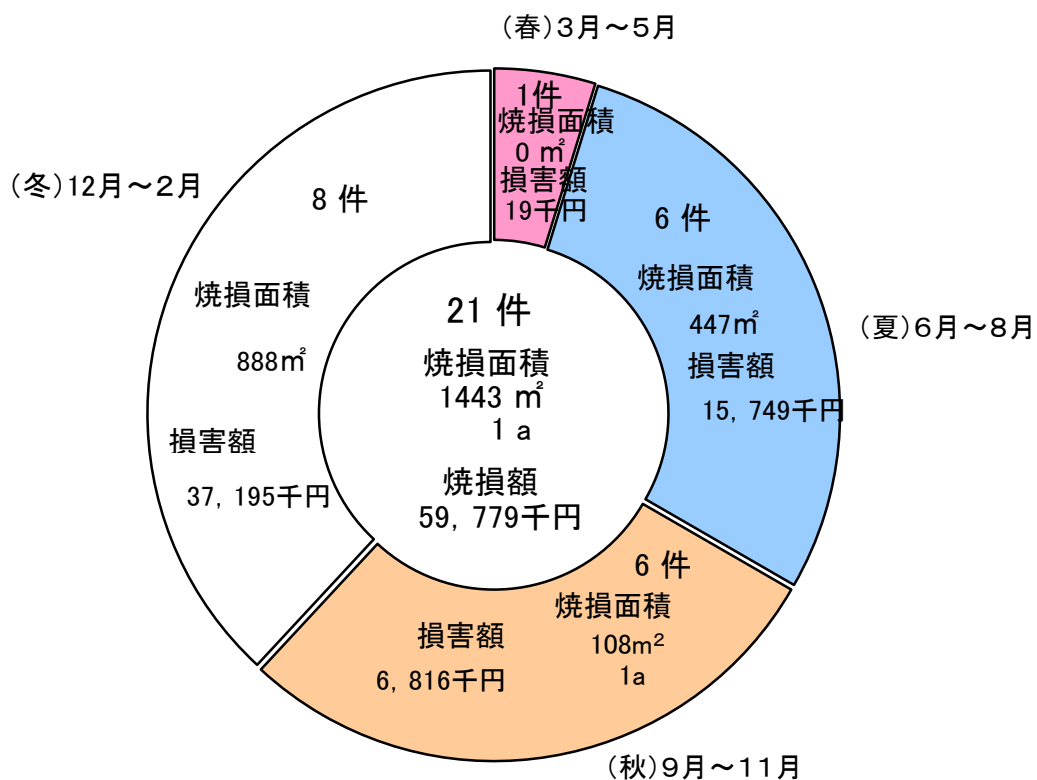 (春)3月～5月
1件
焼損面積
0 ㎡
損害額
19千円
(夏)6月～8月
6 件
焼損面積
447㎡
損害額
15，749千円
(秋)9月～11月
6 件
焼損面積
108m²
1a
損害額
6，816千円
(冬)12月～2月
8 件
焼損面積
888㎡
損害額
37，195千円
21 件
焼損面積
1443 ㎡
1 a
焼損額
59，779千円